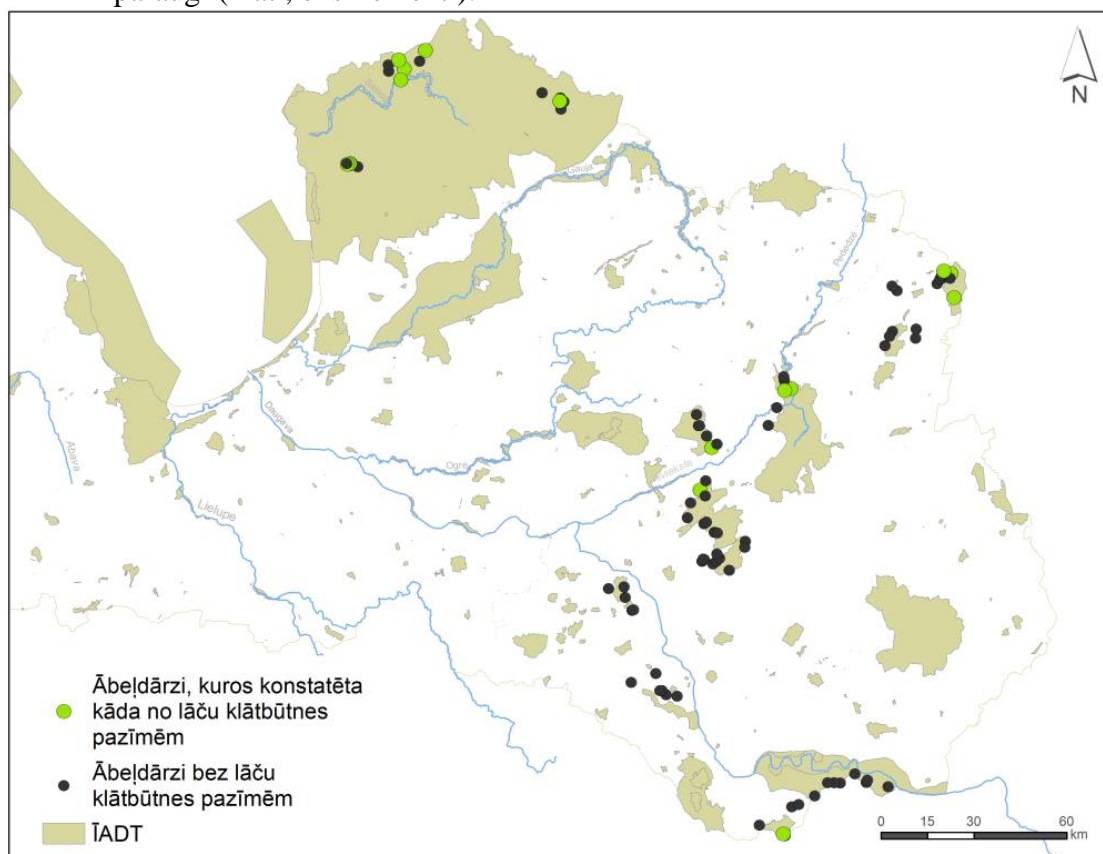 N
Gauja
Pededze
Daugava
Ogre
Abava
Lielupe
Ābeļdārzi, kuros konstatēta
kāda no lāču klātbūtnes
pazīmēm
Ābeļdārzi bez lāču
klātbūtnes pazīmēm
ĪADT
0 15 30 60
km